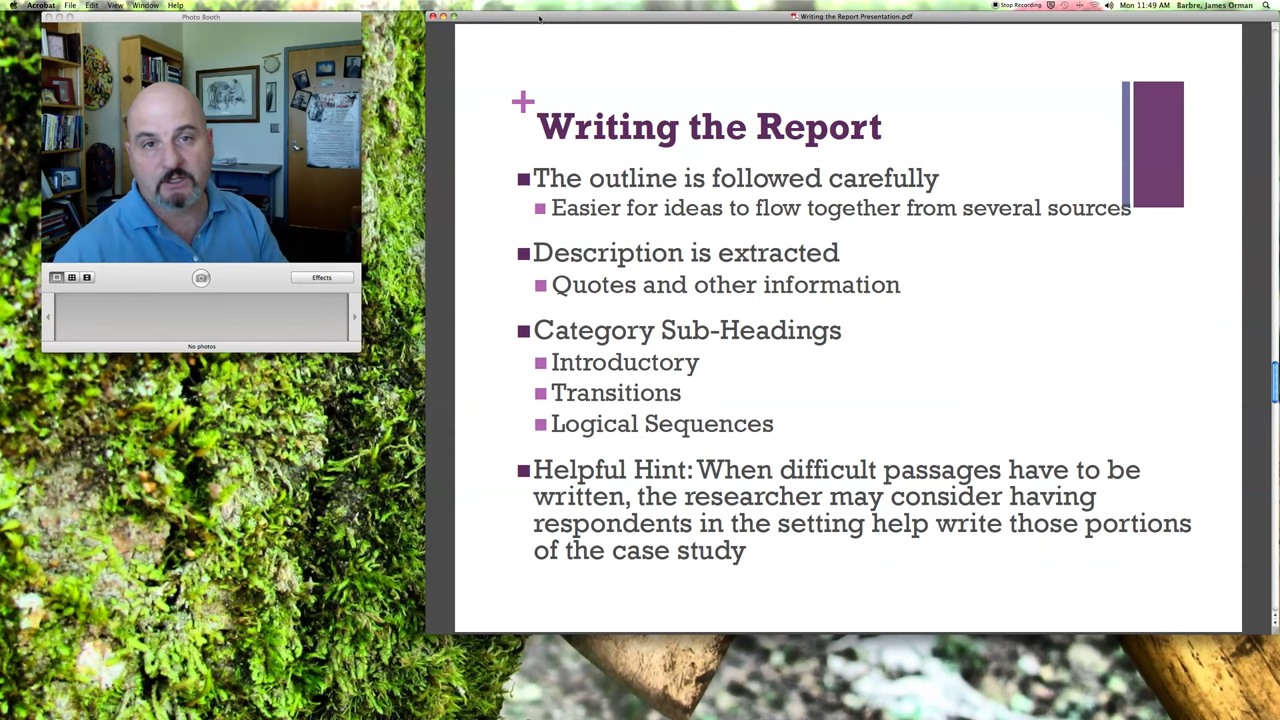 Acrobat File Edit View Window Help
Stop Recording Mon 11:49 AM Barbre, James Orman
Photo Booth
Writing the Report Presentation.pdf
+
Writing the Report
The outline is followed carefully
Easier for ideas to flow together from several sources
Description is extracted
Quotes and other information
Category Sub-Headings
Introductory
Transitions
Logical Sequences
Helpful Hint: When difficult passages have to be
written, the researcher may consider having
respondents in the setting help write those portions
of the case study
Effects
No photos